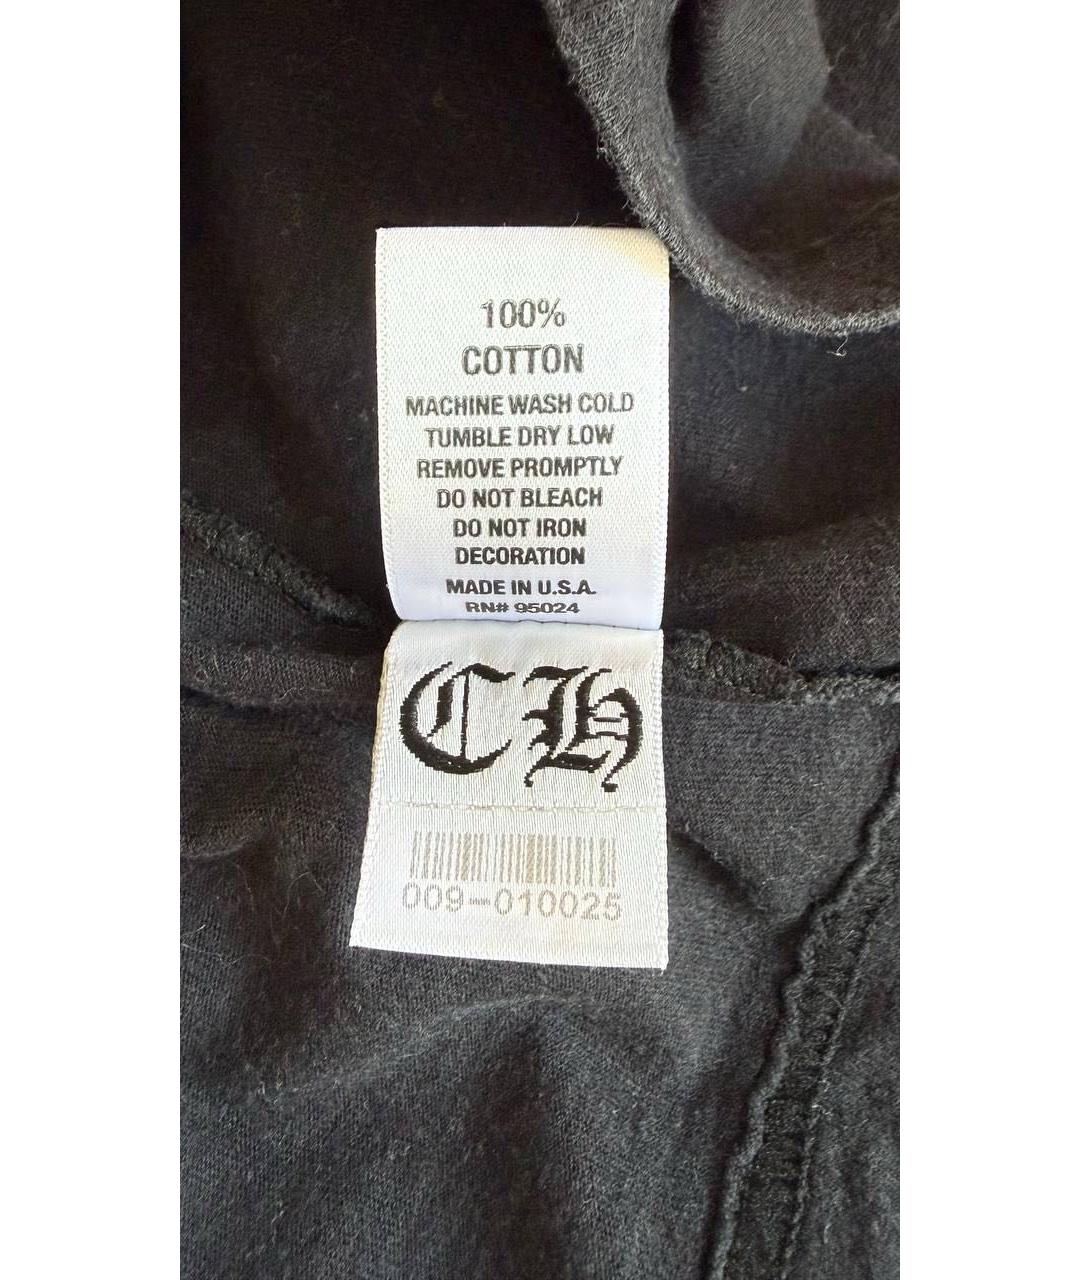 100%
COTTON
MACHINE WASH COLD
TUMBLE DRY LOW
REMOVE PROMPTLY
DO NOT BLEACH
DO NOT IRON
DECORATION
MADE IN U.S.A.
RN# 95024
CH
009-010025